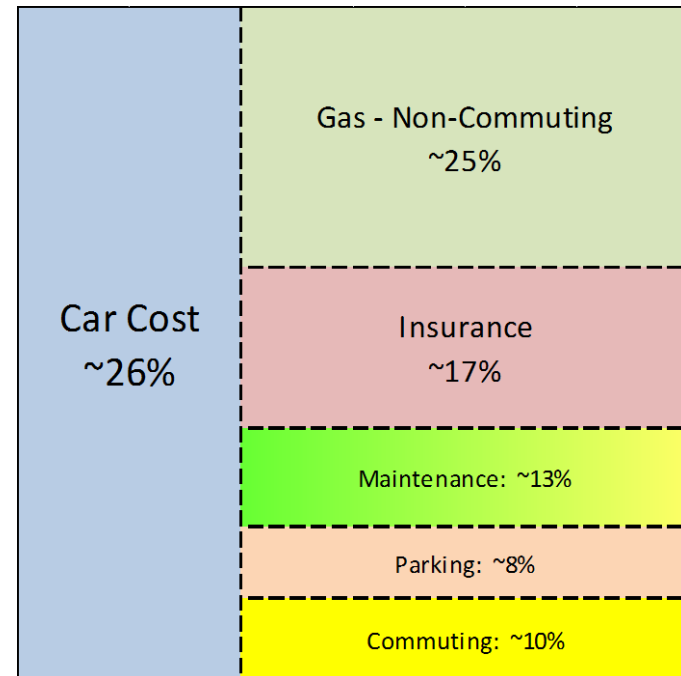 Car Cost
~26%
Gas - Non-Commuting
~25%
Insurance
~17%
Maintenance: ~13%
Parking: ~8%
Commuting: ~10%